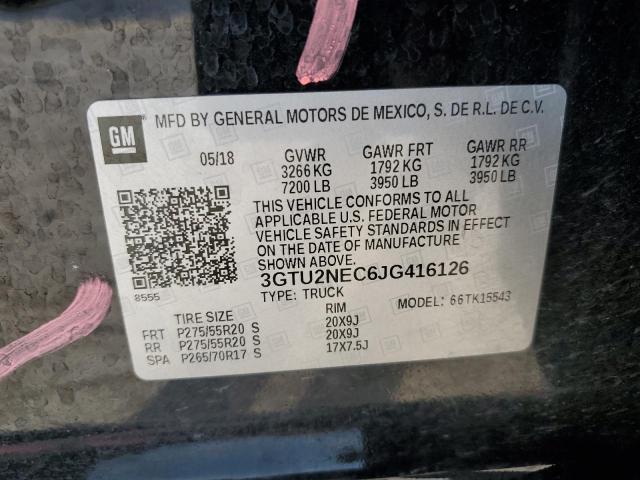 MFD BY GENERAL MOTORS DE MEXICO, S. DE R.L. DE C.V.
GM
05/18 GVWR GAWR FRT GAWR RR
3266 KG 1792 KG 1792 KG
7200 LB 3950 LB 3950 LB
THIS VEHICLE CONFORMS TO ALL
APPLICABLE U.S. FEDERAL MOTOR
VEHICLE SAFETY STANDARDS IN EFFECT
ON THE DATE OF MANUFACTURE
SHOWN ABOVE.
8555
3GTU2NEC6JG416126
TYPE: TRUCK MODEL: 66TK15543
TIRE SIZE RIM
FRT P275/55R20 S 20X9J
RR P275/55R20 S 20X9J
SPA P265/70R17 S 17X7.5J